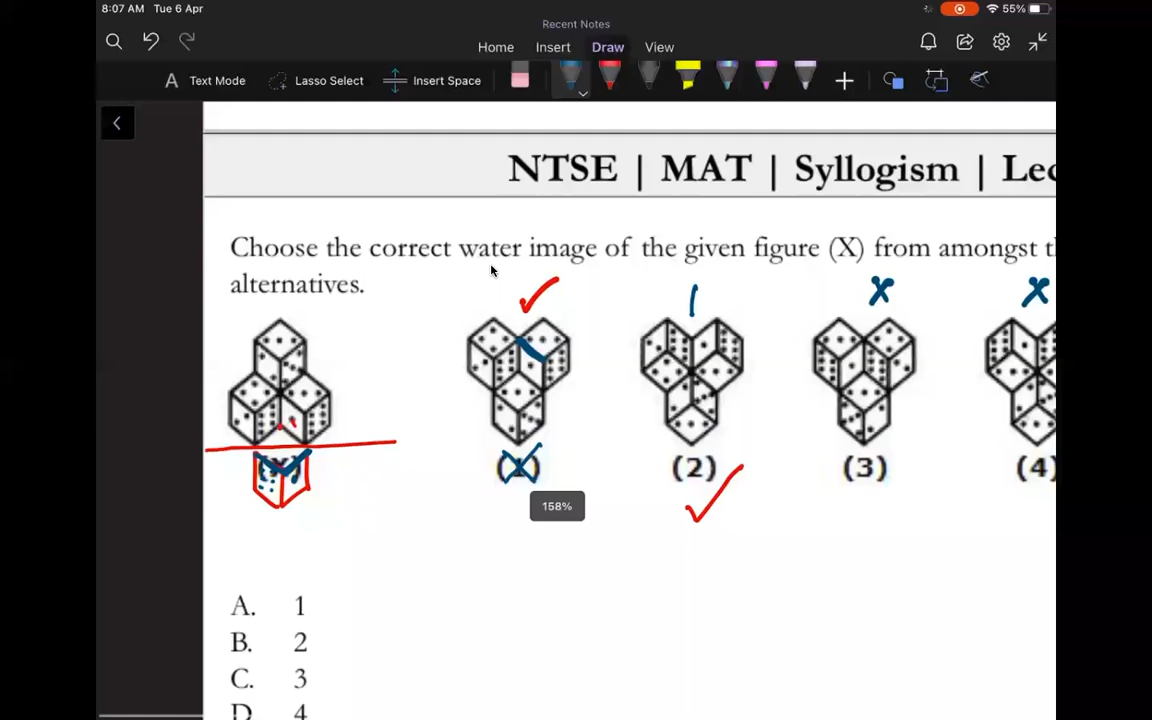 8:07 AM Tue 6 Apr
55%
Recent Notes
Home Insert Draw View
Text Mode Lasso Select Insert Space
NTSE | MAT | Syllogism | Lec
Choose the correct water image of the given figure (X) from amongst t
alternatives.
(X) (1) (2) (3) (4)
158%
A. 1
B. 2
C. 3
D 4